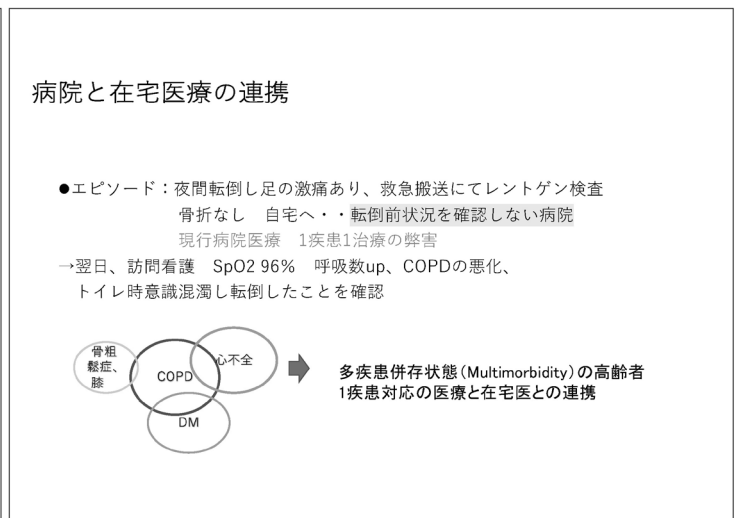 病院と在宅医療の連携
●エピソード：夜間転倒し足の激痛あり、救急搬送にてレントゲン検査
骨折なし　自宅へ・・転倒前状況を確認しない病院
現行病院医療　1疾患1治療の弊害
→翌日、訪問看護　SpO2 96%　呼吸数up、COPDの悪化、
トイレ時意識混濁し転倒したことを確認
骨粗
鬆症、
膝
COPD
心不全
DM
多疾患併存状態（Multimorbidity）の高齢者
1疾患対応の医療と在宅医との連携